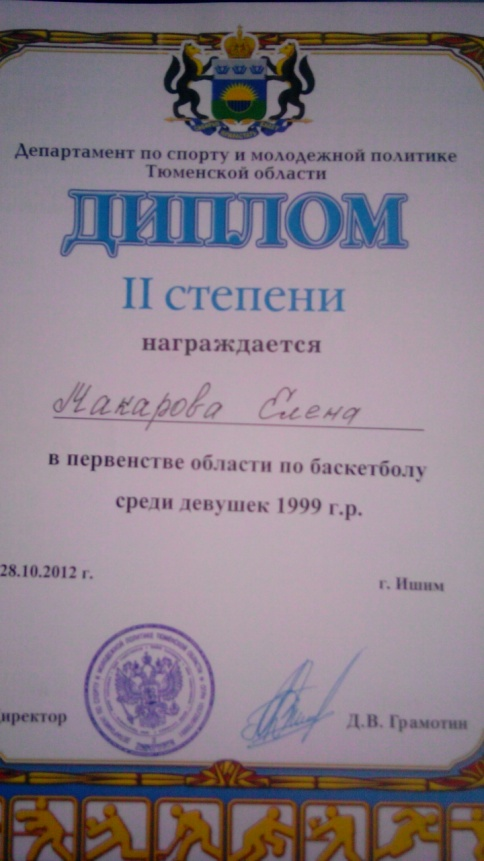 Департамент по спорту и молодежной политике
Тюменской области
ДИПЛОМ
II степени
награждается
Макарова Елена
в первенстве области по баскетболу
среди девушек 1999 г.р.
28.10.2012 г.
г. Ишим
иректор
Д.В. Грамотин